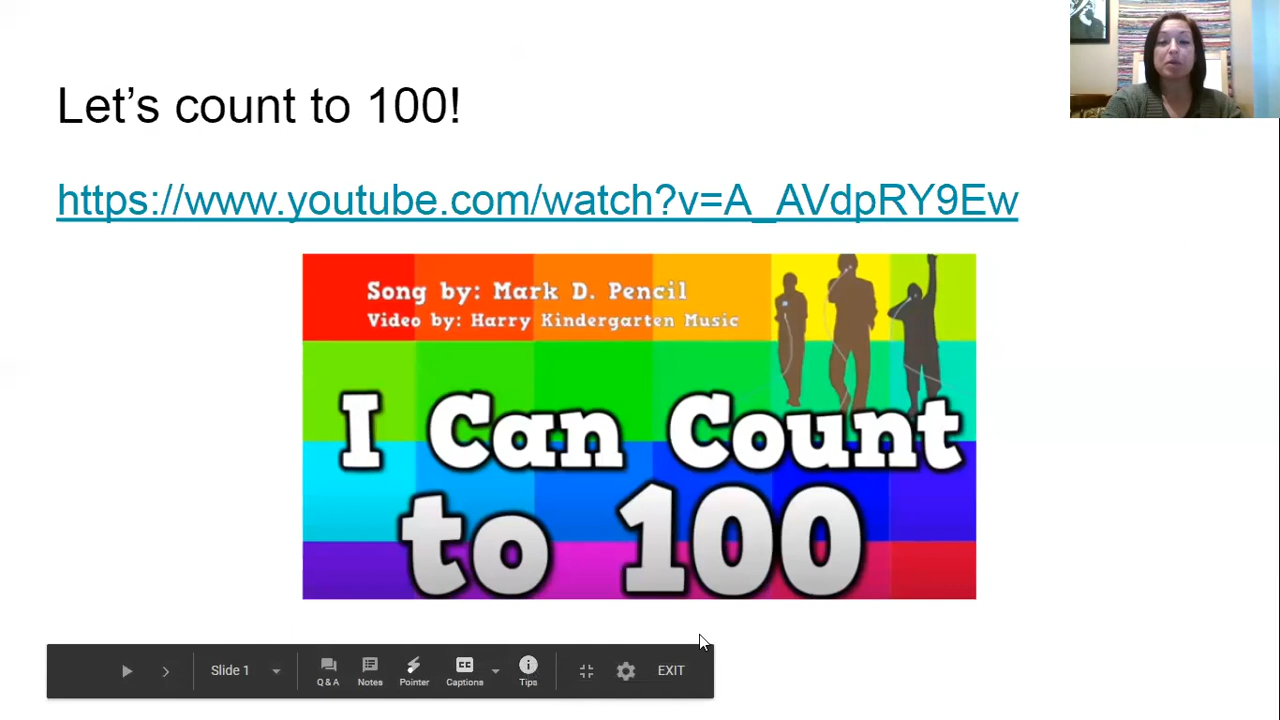 Let's count to 100!
https://www.youtube.com/watch?v=A_AVdpRY9Ew
Song by: Mark D. Pencil
Video by: Harry Kindergarten Music
I Can Count
to 100
Slide 1
Q & A
Notes
Pointer
CC
Captions
Tips
EXIT